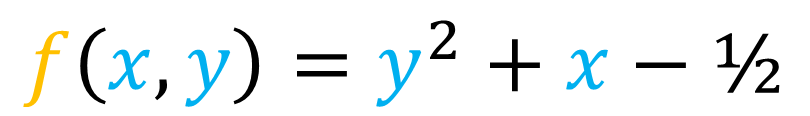 f(x, y) = y² + x − ½